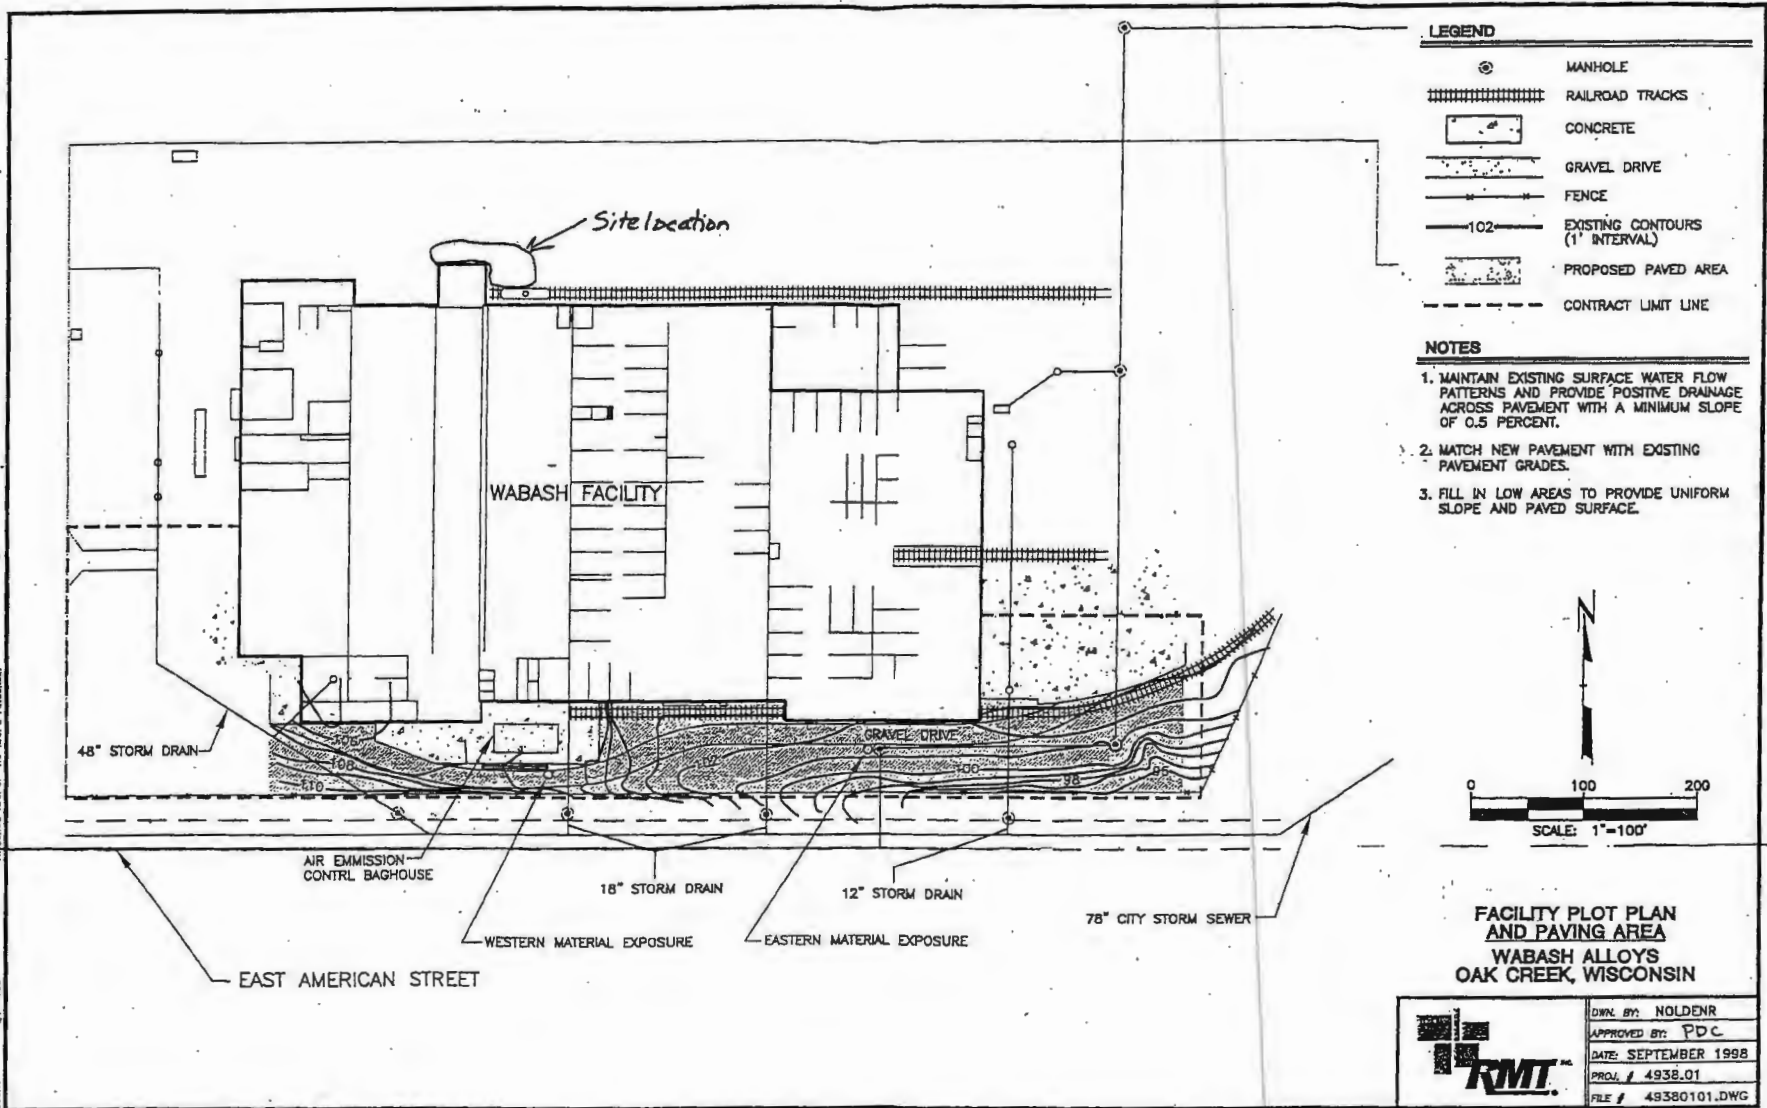 LEGEND
MANHOLE
RAILROAD TRACKS
CONCRETE
GRAVEL DRIVE
FENCE
102
EXISTING CONTOURS
(1' INTERVAL)
PROPOSED PAVED AREA
CONTRACT LIMIT LINE
NOTES
1. MAINTAIN EXISTING SURFACE WATER FLOW
PATTERNS AND PROVIDE POSITIVE DRAINAGE
ACROSS PAVEMENT WITH A MINIMUM SLOPE
OF 0.5 PERCENT.
2. MATCH NEW PAVEMENT WITH EXISTING
PAVEMENT GRADES.
3. FILL IN LOW AREAS TO PROVIDE UNIFORM
SLOPE AND PAVED SURFACE.
Site location
WABASH FACILITY
GRAVEL DRIVE
108
110
102
100
98
48" STORM DRAIN
AIR EMMISSION
CONTRL BAGHOUSE
18" STORM DRAIN
12" STORM DRAIN
78" CITY STORM SEWER
WESTERN MATERIAL EXPOSURE
EASTERN MATERIAL EXPOSURE
EAST AMERICAN STREET
N
0 100 200
SCALE: 1"=100'
FACILITY PLOT PLAN
AND PAVING AREA
WABASH ALLOYS
OAK CREEK, WISCONSIN
RMT INC.
DWN. BY: NOLDENR
APPROVED BY: PDC
DATE: SEPTEMBER 1998
PROJ. # 4938.01
FILE # 49380101.DWG